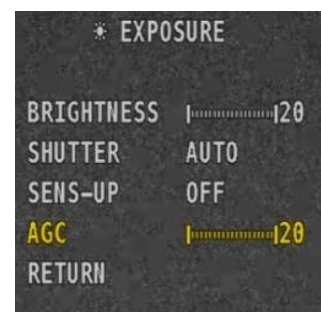 EXPOSURE
BRIGHTNESS 20
SHUTTER AUTO
SENS-UP OFF
AGC 20
RETURN